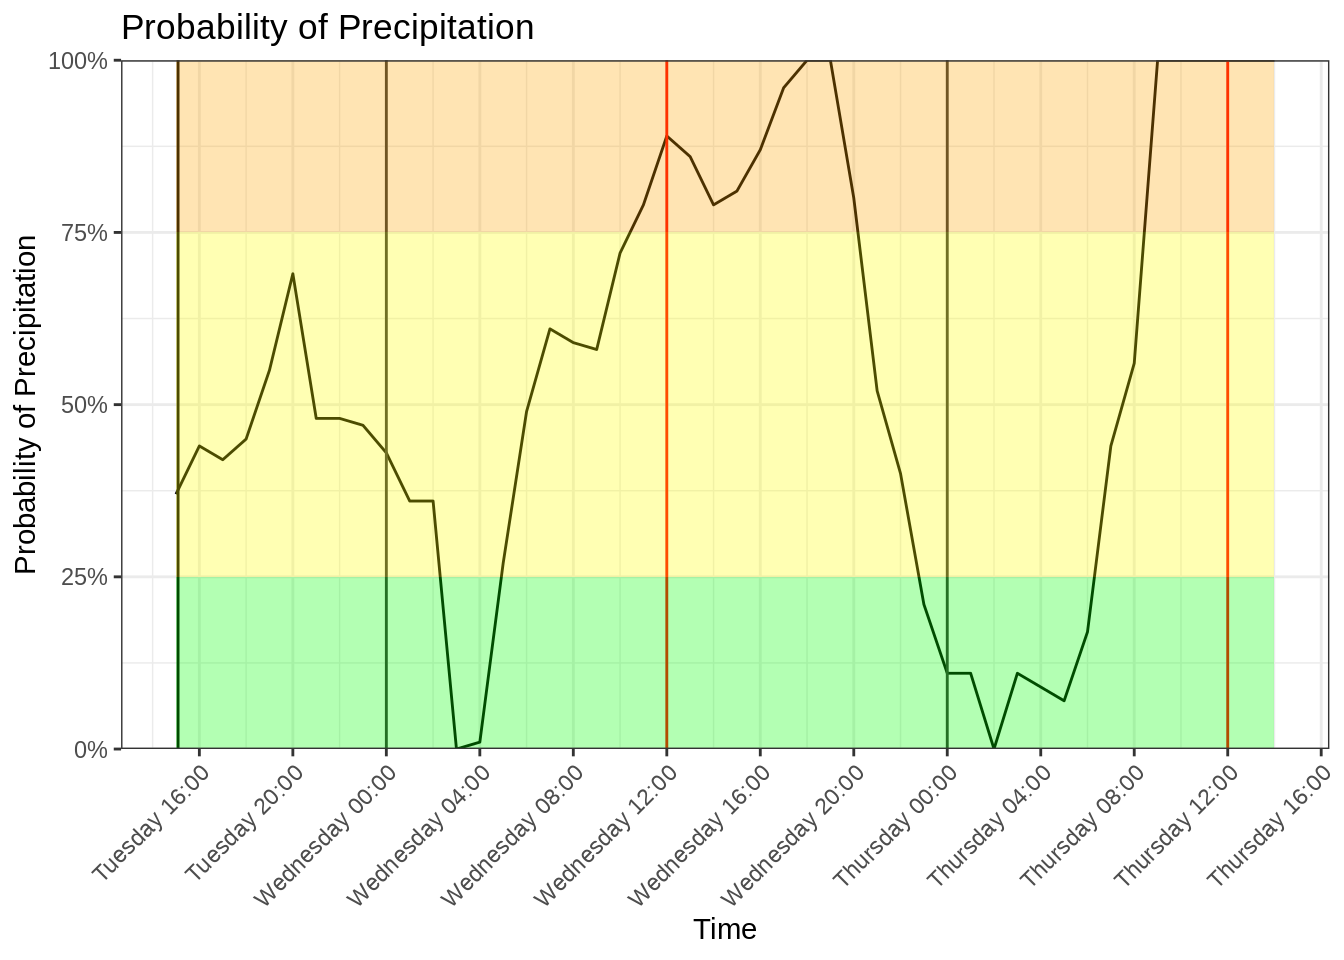 Probability of Precipitation
Probability of Precipitation
100%
75%
50%
25%
0%
Tuesday 16:00
Tuesday 20:00
Wednesday 00:00
Wednesday 04:00
Wednesday 08:00
Wednesday 12:00
Wednesday 16:00
Wednesday 20:00
Thursday 00:00
Thursday 04:00
Thursday 08:00
Thursday 12:00
Thursday 16:00
Time